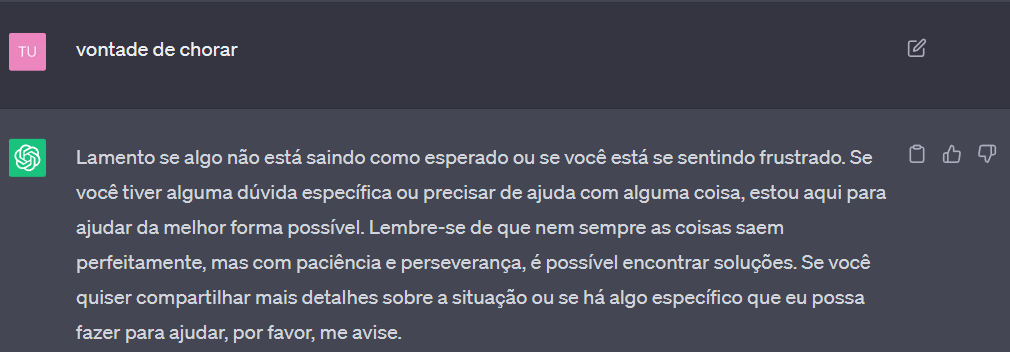 TU
vontade de chorar
Lamento se algo não está saindo como esperado ou se você está se sentindo frustrado. Se
você tiver alguma dúvida específica ou precisar de ajuda com alguma coisa, estou aqui para
ajudar da melhor forma possível. Lembre-se de que nem sempre as coisas saem
perfeitamente, mas com paciência e perseverança, é possível encontrar soluções. Se você
quiser compartilhar mais detalhes sobre a situação ou se há algo específico que eu possa
fazer para ajudar, por favor, me avise.